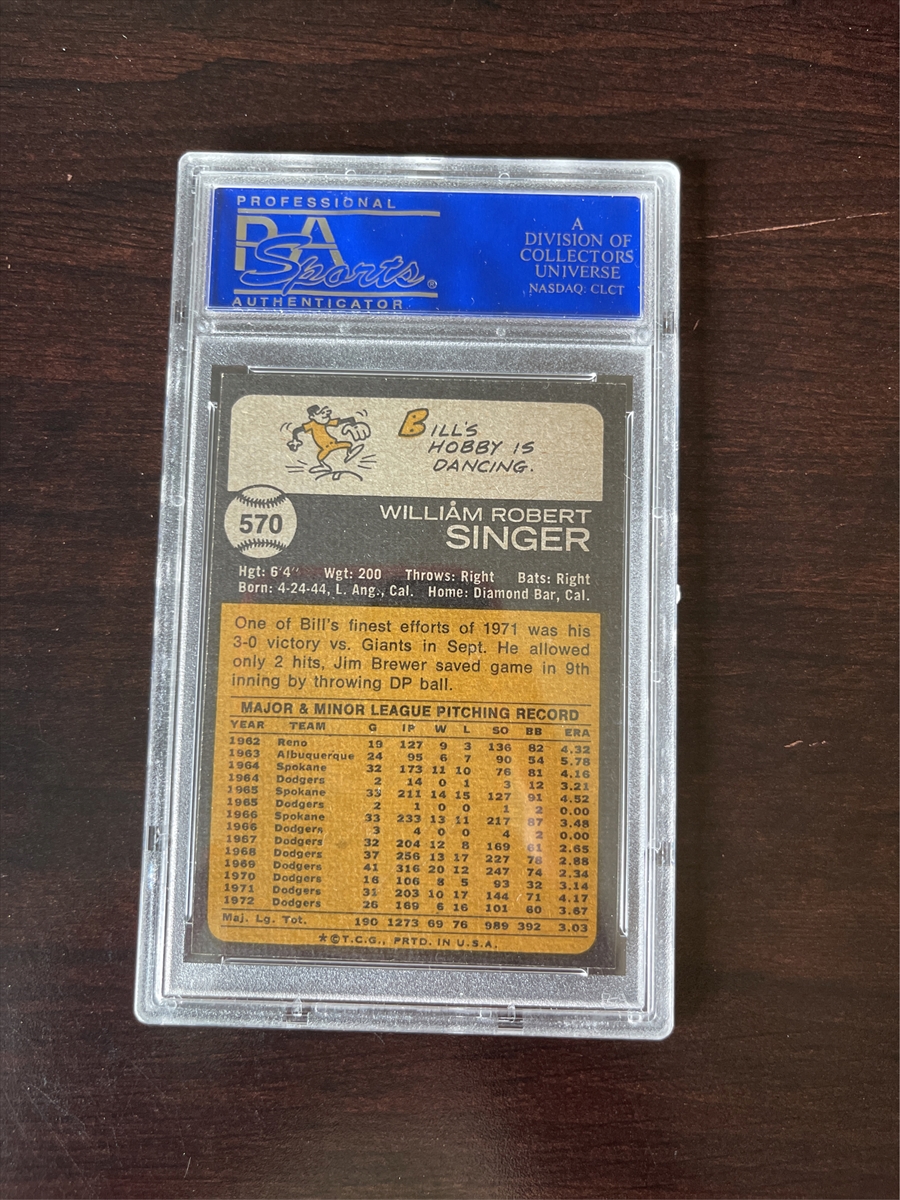 PROFESSIONAL
PSA
Sports®
AUTHENTICATOR
A
DIVISION OF
COLLECTORS
UNIVERSE
NASDAQ: CLCT
BILL'S
HOBBY IS
DANCING.
570
WILLIAM ROBERT
SINGER
Hgt: 6'4" Wgt: 200 Throws: Right Bats: Right
Born: 4-24-44, L. Ang., Cal. Home: Diamond Bar, Cal.
One of Bill's finest efforts of 1971 was his
3-0 victory vs. Giants in Sept. He allowed
only 2 hits, Jim Brewer saved game in 9th
inning by throwing DP ball.
MAJOR & MINOR LEAGUE PITCHING RECORD
YEAR TEAM G IP W L SO BB ERA
1962 Reno 19 127 9 3 136 82 4.32
1963 Albuquerque 24 95 6 7 90 54 5.78
1964 Spokane 32 173 11 10 76 81 4.16
1964 Dodgers 2 14 0 1 3 12 3.21
1965 Spokane 33 211 14 15 127 91 4.52
1965 Dodgers 2 1 0 0 1 2 0.00
1966 Spokane 33 233 13 11 217 87 3.48
1966 Dodgers 3 4 0 0 4 2 0.00
1967 Dodgers 32 204 12 8 169 61 2.65
1968 Dodgers 37 256 13 17 227 78 2.88
1969 Dodgers 41 316 20 12 247 74 2.34
1970 Dodgers 16 106 8 5 93 32 3.14
1971 Dodgers 31 203 10 17 144 71 4.17
1972 Dodgers 26 169 6 16 101 60 3.67
Maj. Lg. Tot. 190 1273 69 76 989 392 3.03
*©T.C.G., PRTD. IN U.S.A.